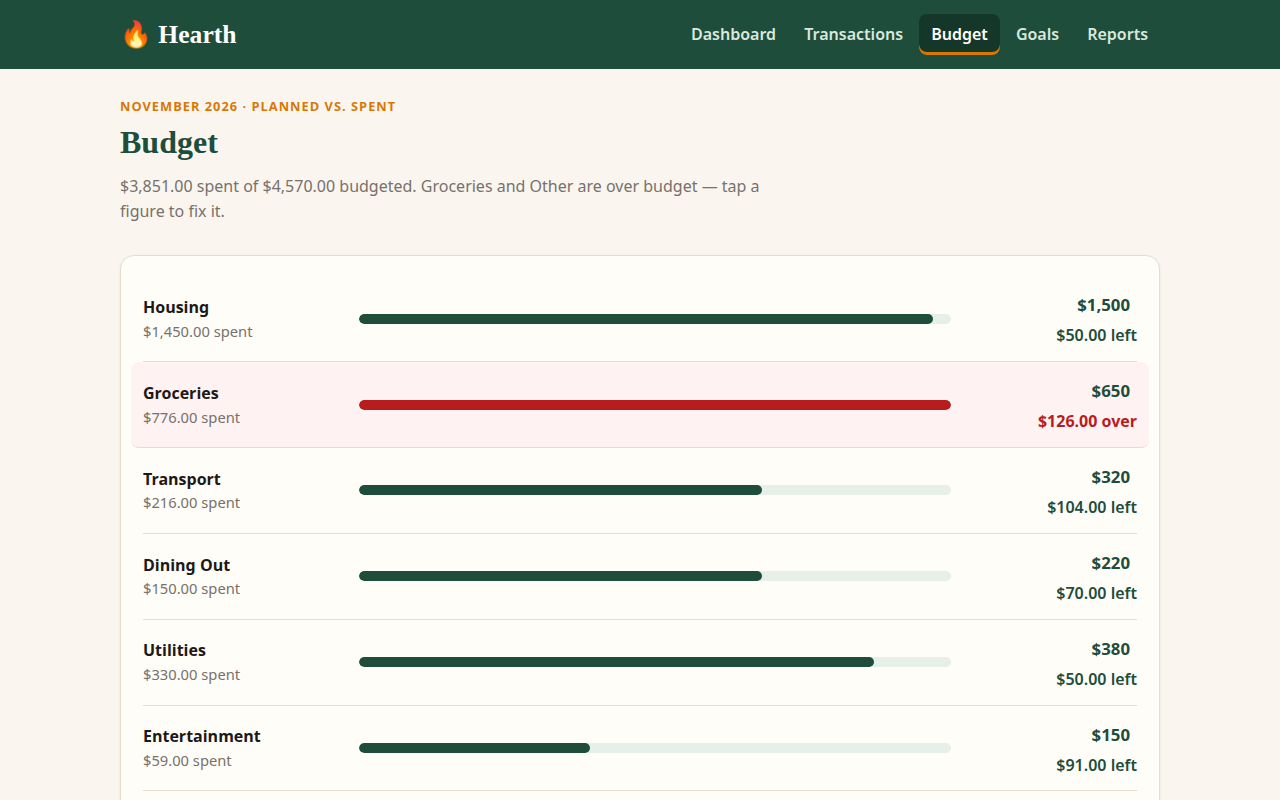 🔥 Hearth
Dashboard Transactions Budget Goals Reports
NOVEMBER 2026 · PLANNED VS. SPENT
Budget
$3,851.00 spent of $4,570.00 budgeted. Groceries and Other are over budget — tap a
figure to fix it.
Housing
$1,450.00 spent
$1,500
$50.00 left
Groceries
$776.00 spent
$650
$126.00 over
Transport
$216.00 spent
$320
$104.00 left
Dining Out
$150.00 spent
$220
$70.00 left
Utilities
$330.00 spent
$380
$50.00 left
Entertainment
$59.00 spent
$150
$91.00 left